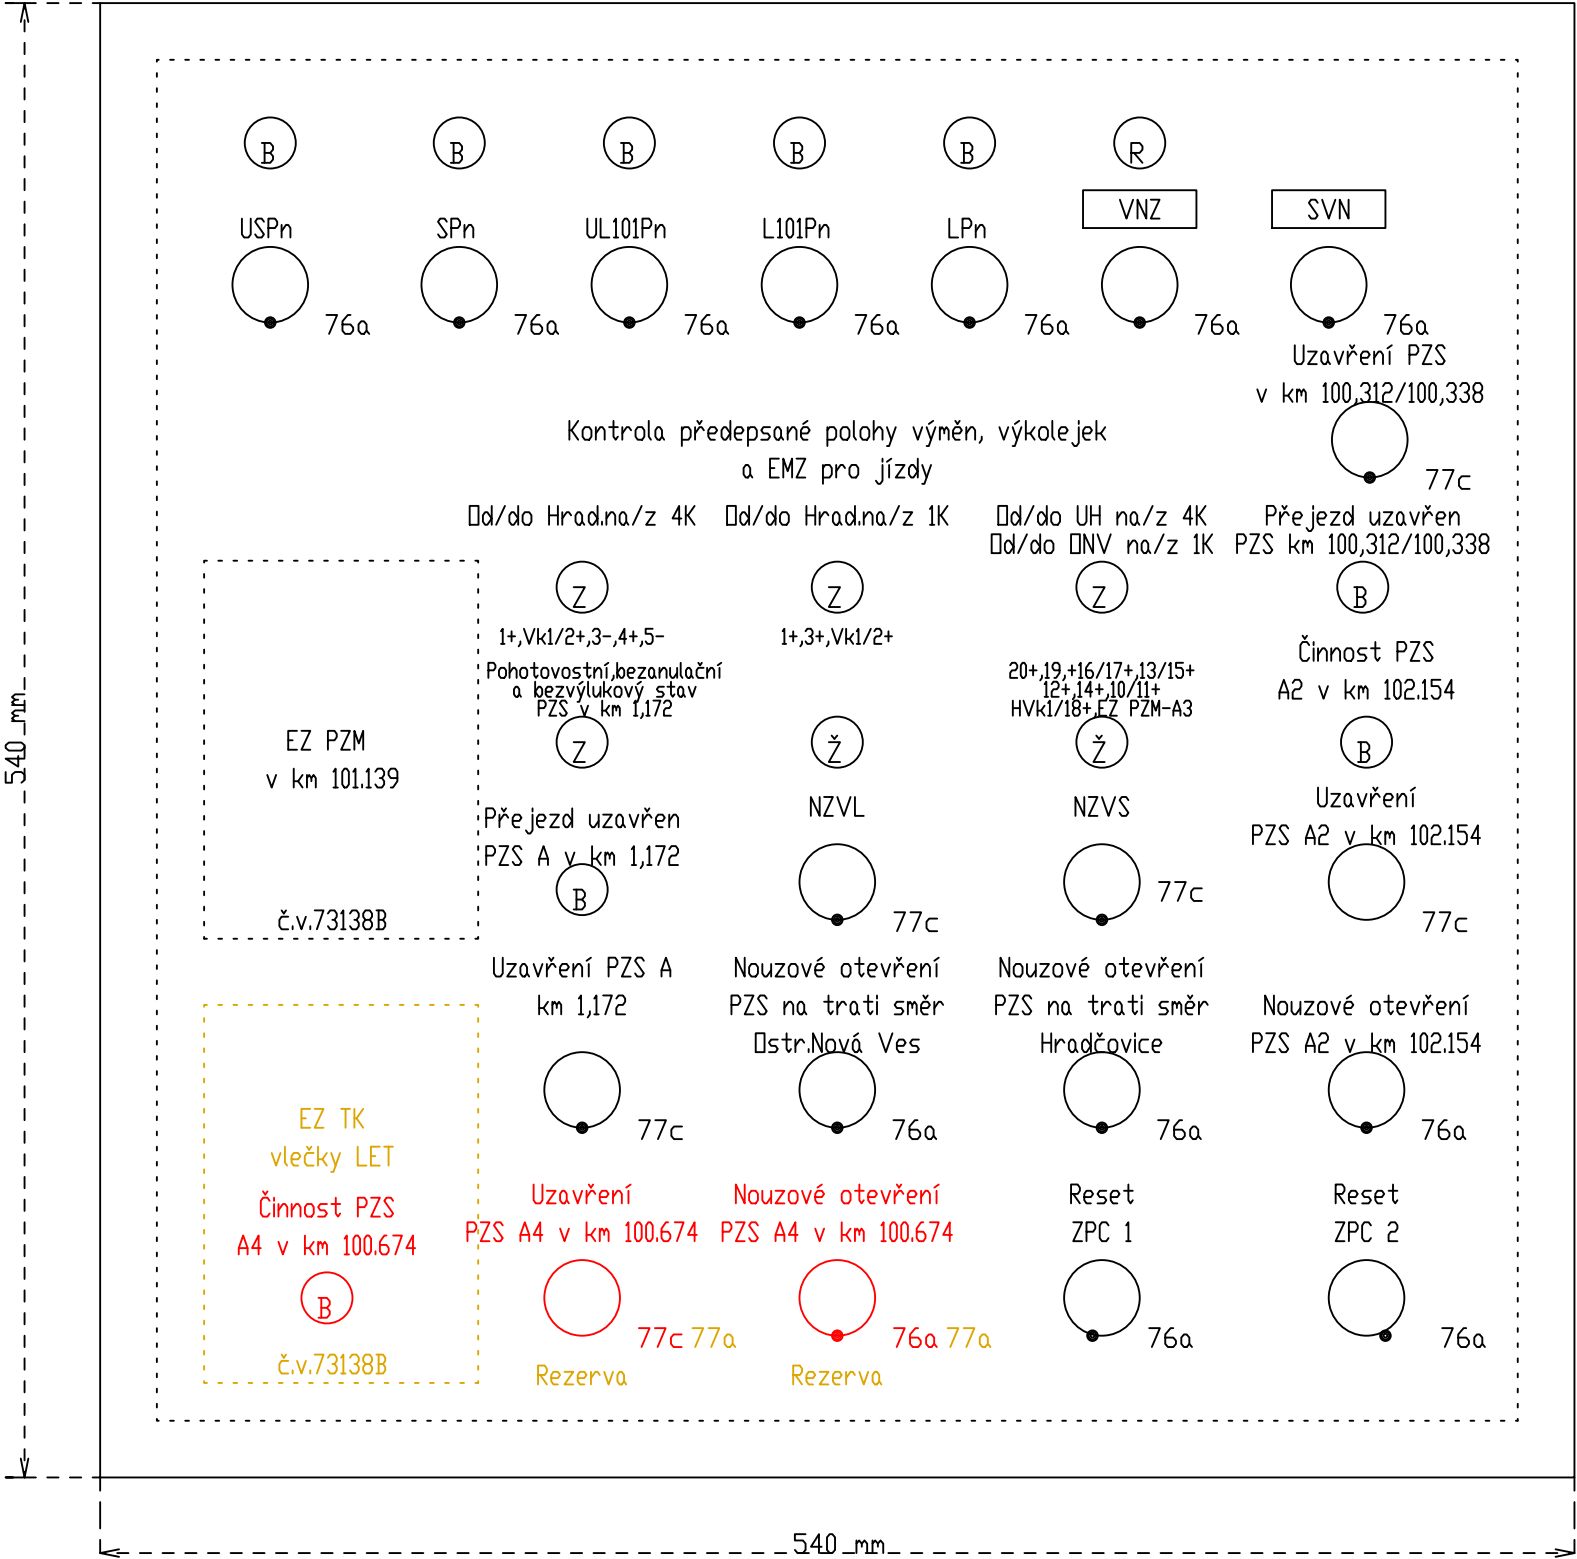 B B B B B R
USPn SPn UL101Pn L101Pn LPn VNZ SVN
76a 76a 76a 76a 76a 76a 76a
Uzavření PZS
v km 100,312/100,338
77c
Kontrola předepsané polohy výměn, výkolejek
a EMZ pro jízdy
□d/do Hrad.na/z 4K
Z
1+,Vk1/2+,3-,4+,5-
□d/do Hrad.na/z 1K
Z
1+,3+,Vk1/2+
□d/do UH na/z 4K
□d/do □NV na/z 1K
Z
20+,19,+16/17+,13/15+
12+,14+,10/11+
HVk1/18+,EZ PZM-A3
Přejezd uzavřen
PZS km 100,312/100,338
B
EZ PZM
v km 101.139
č.v.73138B
Pohotovostní,bezanulační
a bezvýlukový stav
PZS v km 1,172
Z
Ž
NZVL
77c
Ž
NZVS
77c
Činnost PZS
A2 v km 102.154
B
Uzavření
PZS A2 v km 102.154
77c
Přejezd uzavřen
PZS A v km 1,172
B
Uzavření PZS A
km 1,172
77c
Nouzové otevření
PZS na trati směr
□str.Nová Ves
76a
Nouzové otevření
PZS na trati směr
Hradčovice
76a
Nouzové otevření
PZS A2 v km 102.154
76a
EZ TK
vlečky LET
Činnost PZS
A4 v km 100.674
B
č.v.73138B
Uzavření
PZS A4 v km 100.674
77c 77a
Rezerva
Nouzové otevření
PZS A4 v km 100.674
76a 77a
Rezerva
Reset
ZPC 1
76a
Reset
ZPC 2
76a
540 mm
540 mm